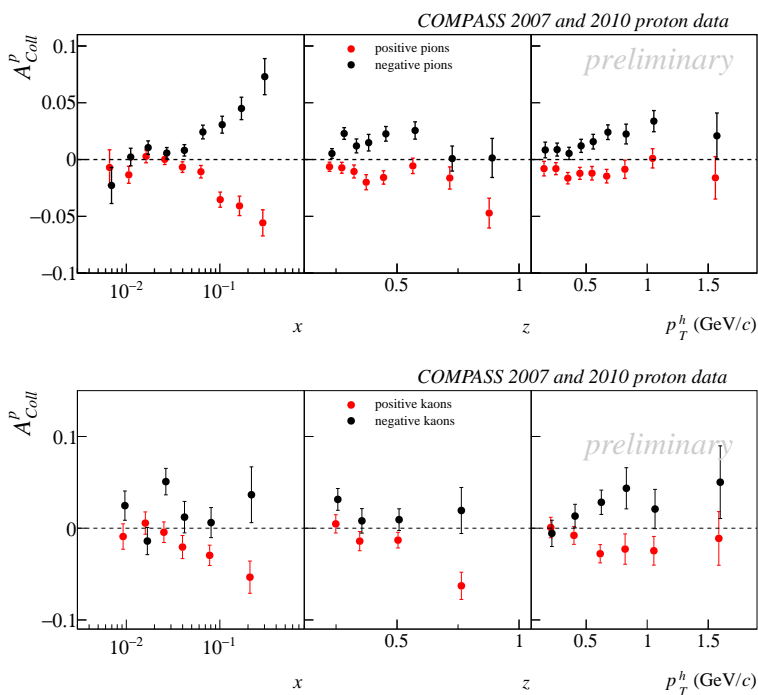 COMPASS 2007 and 2010 proton data
A^p_Coll
0.1
0.05
0
−0.05
−0.1
positive pions
negative pions
preliminary
10^−2 10^−1 0.5 1 0.5 1 1.5
x z p_T^h (GeV/c)
COMPASS 2007 and 2010 proton data
A^p_Coll
0.1
0
−0.1
positive kaons
negative kaons
preliminary
10^−2 10^−1 0.5 1 0.5 1 1.5
x z p_T^h (GeV/c)